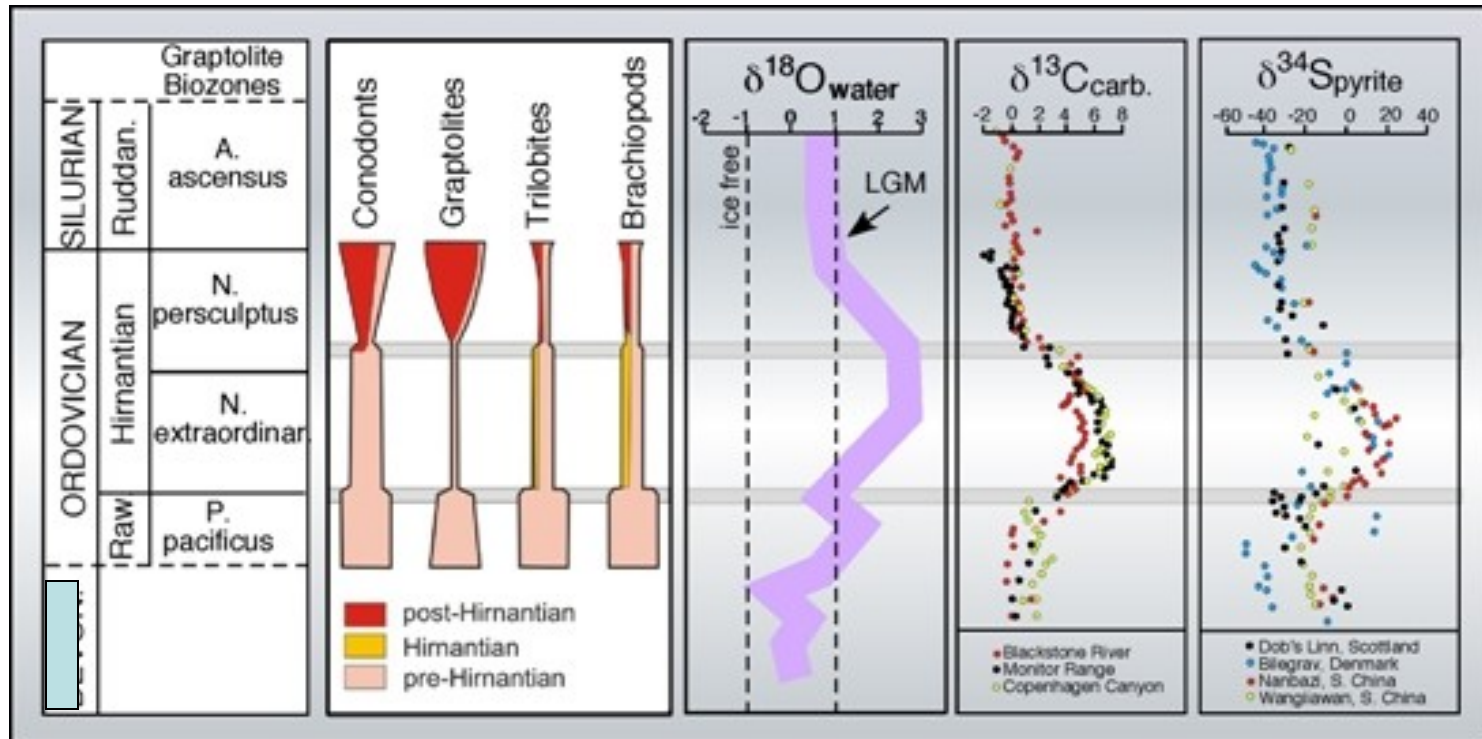 Graptolite
Biozones
SILURIAN
Ruddan.
A.
ascensus
ORDOVICIAN
Hirnantian
N.
persculptus
N.
extraordinar.
Raw.
P.
pacificus
Conodonts
Graptolites
Trilobites
Brachiopods
post-Hirnantian
Hirnantian
pre-Hirnantian
δ18Owater
-2 -1 0 1 2 3
ice free
LGM
δ13Ccarb.
-2 0 2 4 6 8
Blackstone River
Monitor Range
Copenhagen Canyon
δ34Spyrite
-60 -40 -20 0 20 40
Dob's Linn, Scotland
Billegrav, Denmark
Nanbazi, S. China
Wangjiawan, S. China